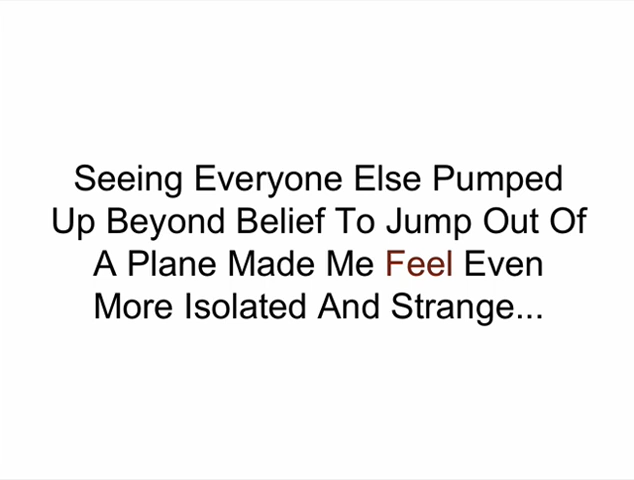 Seeing Everyone Else Pumped
Up Beyond Belief To Jump Out Of
A Plane Made Me Feel Even
More Isolated And Strange...